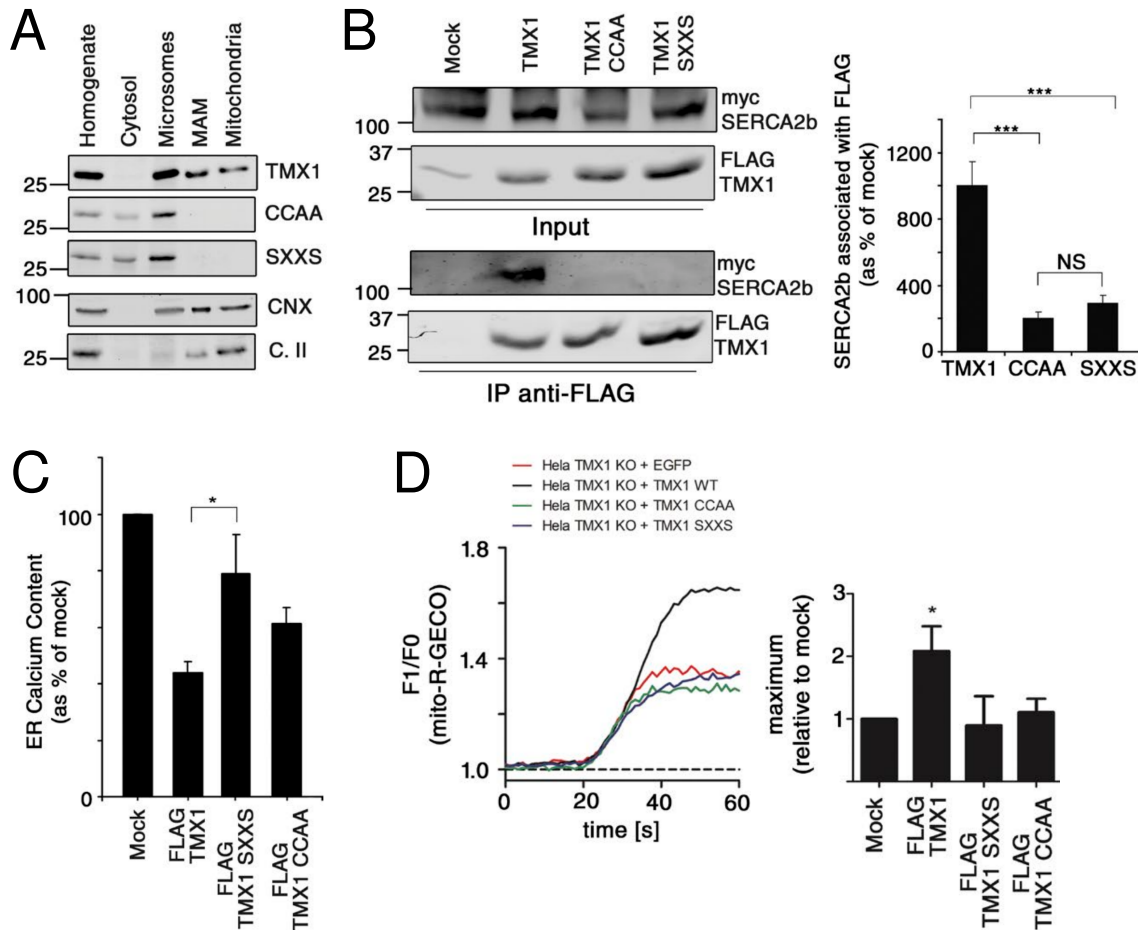 A
Homogenate
Cytosol
Microsomes
MAM
Mitochondria
25
TMX1
25
CCAA
25
SXXS
100
CNX
25
C. II
B
Mock
TMX1
TMX1
CCAA
TMX1
SXXS
100
myc
SERCA2b
37
25
FLAG
TMX1
Input
100
myc
SERCA2b
37
25
FLAG
TMX1
IP anti-FLAG
SERCA2b associated with FLAG
(as % of mock)
1200
800
400
0
***
***
NS
TMX1
CCAA
SXXS
C
ER Calcium Content
(as % of mock)
100
0
*
Mock
FLAG
TMX1
FLAG
TMX1 SXXS
FLAG
TMX1 CCAA
D
Hela TMX1 KO + EGFP
Hela TMX1 KO + TMX1 WT
Hela TMX1 KO + TMX1 CCAA
Hela TMX1 KO + TMX1 SXXS
F1/F0
(mito-R-GECO)
1.8
1.4
1.0
0
20
40
60
time [s]
maximum
(relative to mock)
3
2
1
*
Mock
FLAG
TMX1
FLAG
TMX1 SXXS
FLAG
TMX1 CCAA